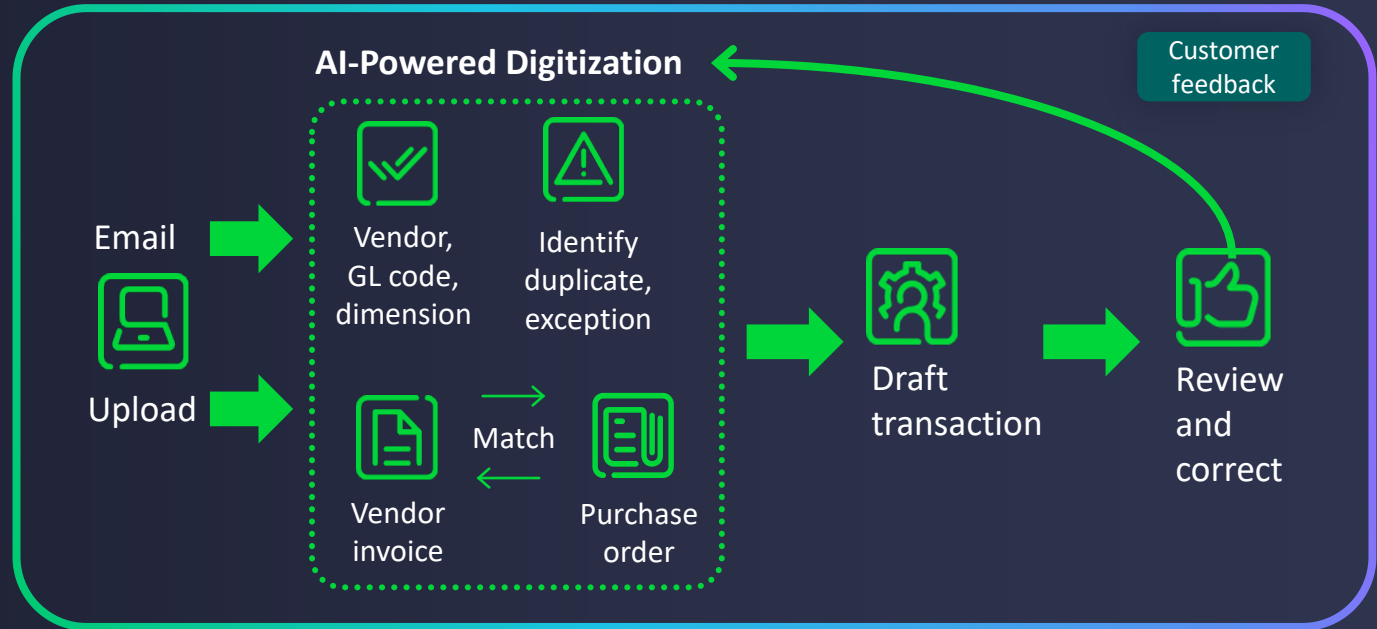 AI-Powered Digitization
Customer
feedback
Email
Upload
Vendor,
GL code,
dimension
Identify
duplicate,
exception
Vendor
invoice
Match
Purchase
order
Draft
transaction
Review
and
correct